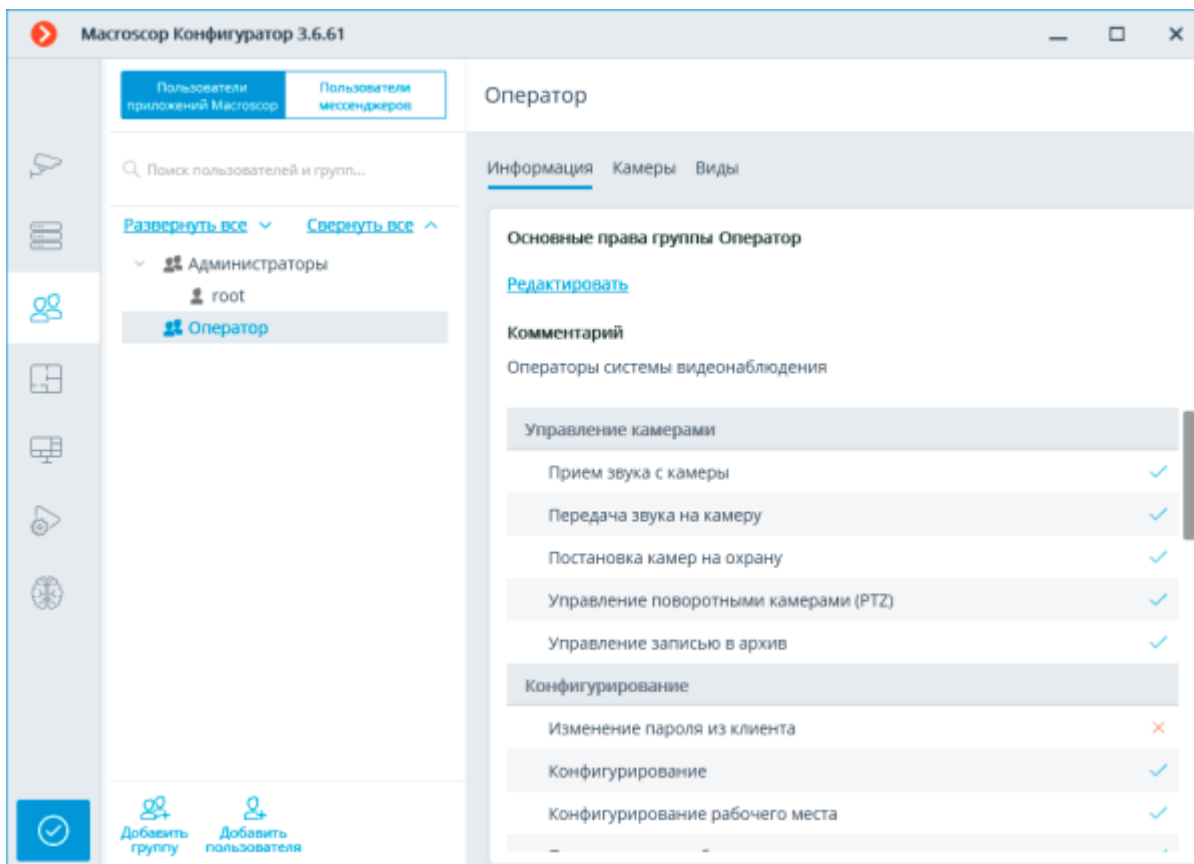 Macroscop Конфигуратор 3.6.61
Пользователи
приложений Macroscop
Пользователи
мессенджеров
Поиск пользователей и групп...
Развернуть все
Свернуть все
Администраторы
root
Оператор
Добавить
группу
Добавить
пользователя
Оператор
Информация Камеры Виды
Основные права группы Оператор
Редактировать
Комментарий
Операторы системы видеонаблюдения
Управление камерами
Прием звука с камеры
Передача звука на камеру
Постановка камер на охрану
Управление поворотными камерами (PTZ)
Управление записью в архив
Конфигурирование
Изменение пароля из клиента
Конфигурирование
Конфигурирование рабочего места